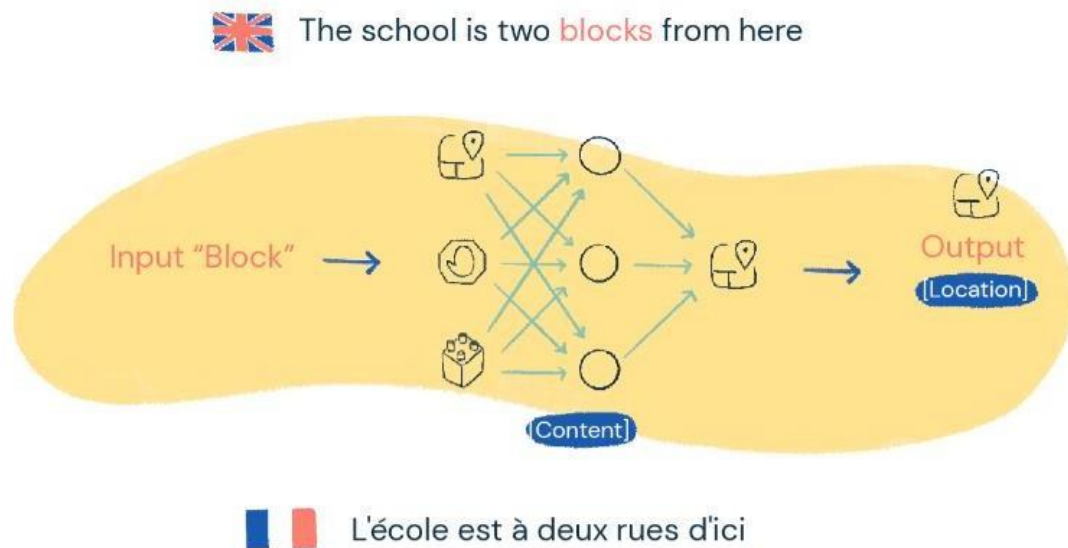 The school is two blocks from here
Input “Block”
Output
[Location]
[Content]
L'école est à deux rues d'ici